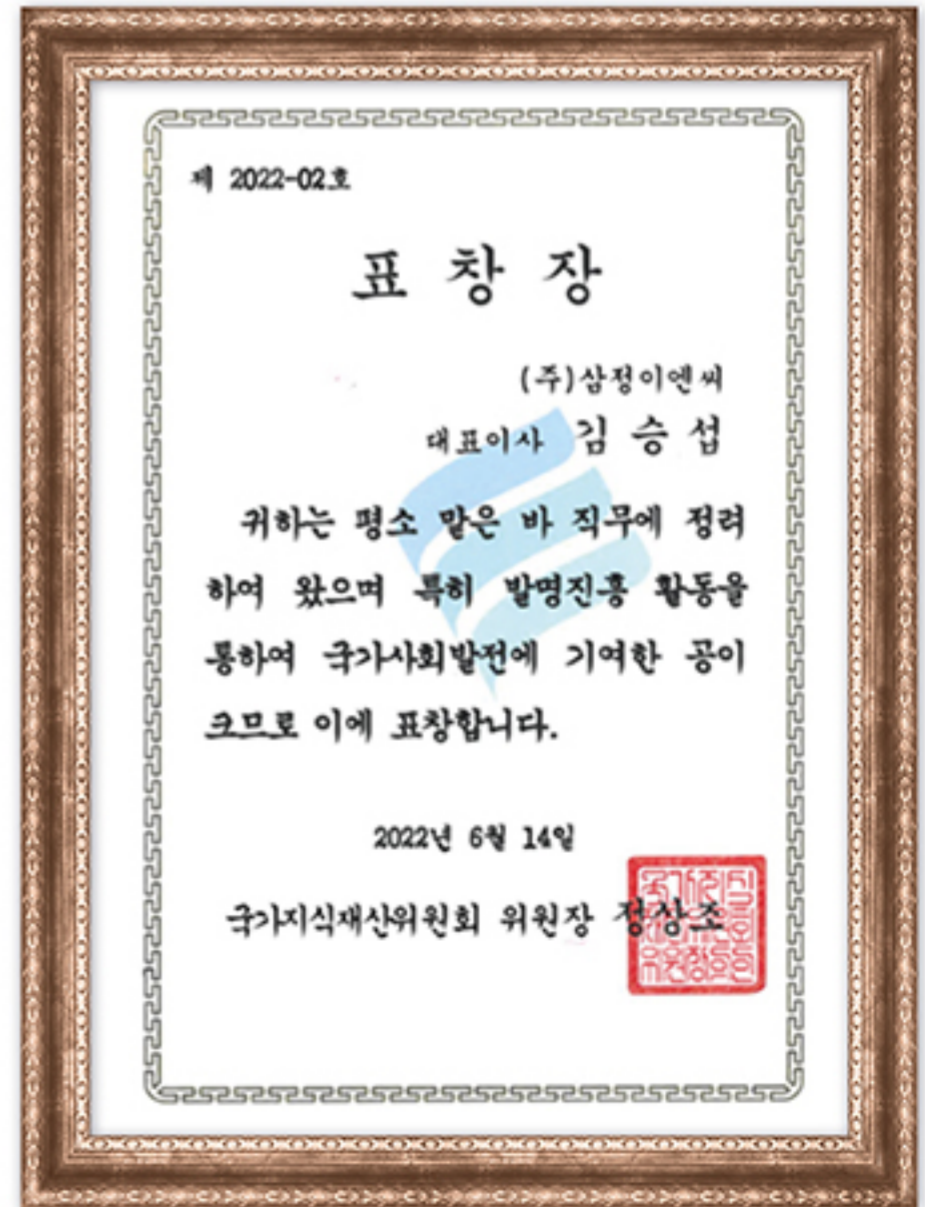 제 2022-02호
표 창 장
(주)삼정이엔씨
대표이사 김 승 섭
귀하는 평소 맡은 바 직무에 정려
하여 왔으며 특히 발명진흥 활동을
통하여 국가사회발전에 기여한 공이
크므로 이에 표창합니다.
2022년 6월 14일
국가지식재산위원회 위원장 정상조